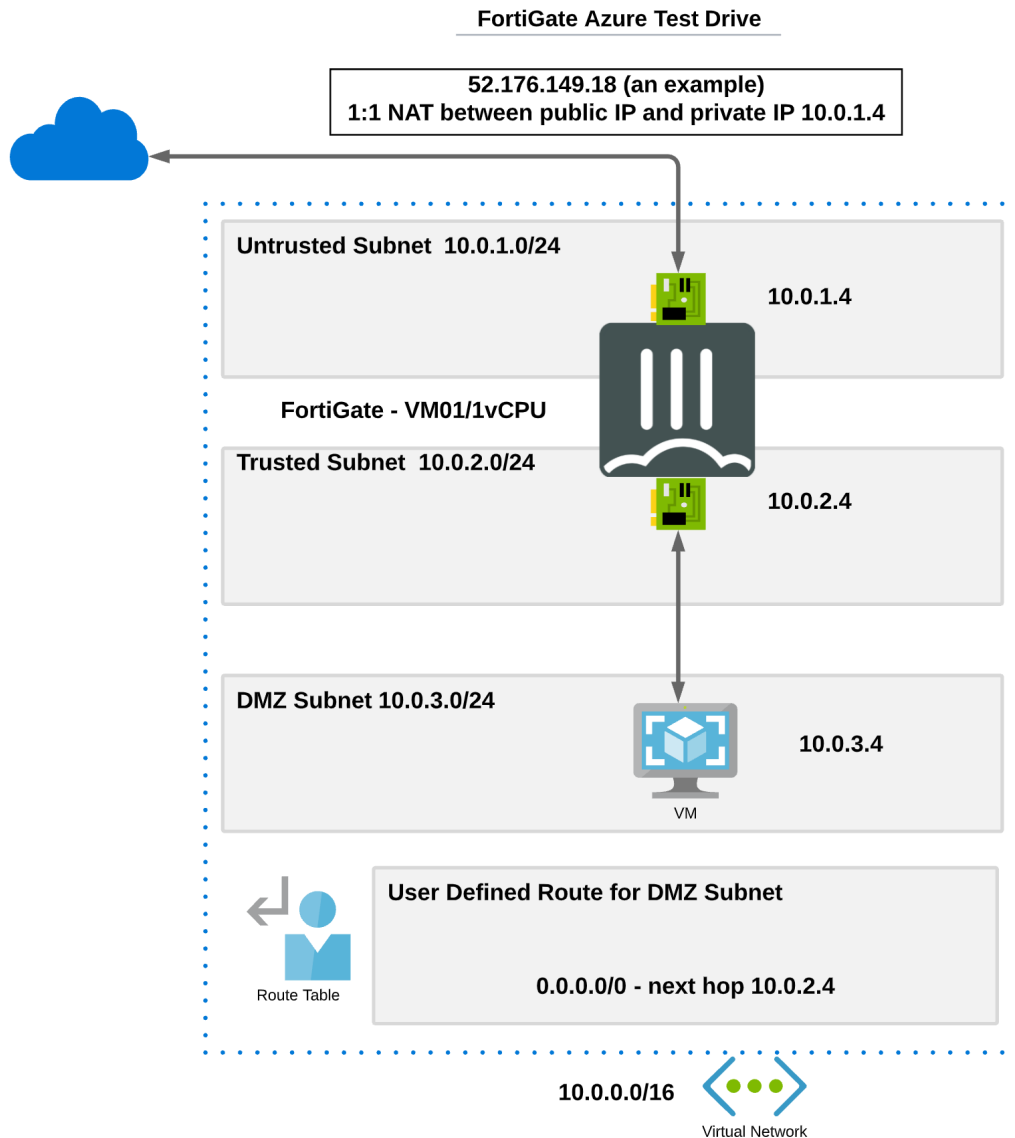 FortiGate Azure Test Drive
52.176.149.18 (an example)
1:1 NAT between public IP and private IP 10.0.1.4
Untrusted Subnet  10.0.1.0/24
10.0.1.4
FortiGate - VM01/1vCPU
Trusted Subnet  10.0.2.0/24
10.0.2.4
DMZ Subnet 10.0.3.0/24
10.0.3.4
VM
User Defined Route for DMZ Subnet
0.0.0.0/0 - next hop 10.0.2.4
Route Table
10.0.0.0/16
Virtual Network